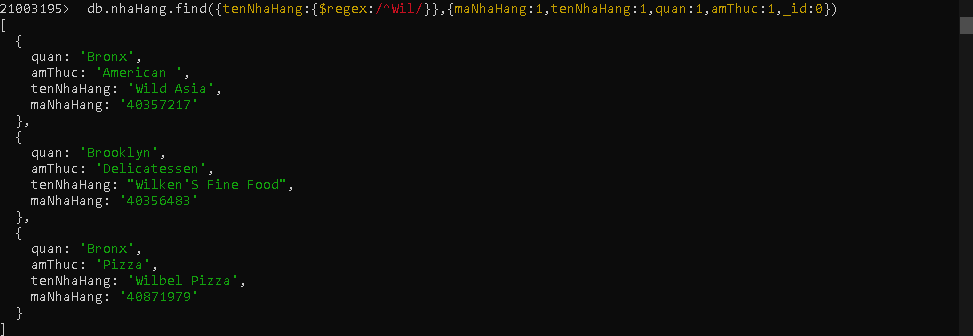 21003195>  db.nhaHang.find({tenNhaHang:{$regex:/^Wil/}},{maNhaHang:1,tenNhaHang:1,quan:1,amThuc:1,_id:0})
[
  {
    quan: 'Bronx',
    amThuc: 'American ',
    tenNhaHang: 'Wild Asia',
    maNhaHang: '40357217'
  },
  {
    quan: 'Brooklyn',
    amThuc: 'Delicatessen',
    tenNhaHang: "Wilken'S Fine Food",
    maNhaHang: '40356483'
  },
  {
    quan: 'Bronx',
    amThuc: 'Pizza',
    tenNhaHang: 'Wilbel Pizza',
    maNhaHang: '40871979'
  }
]